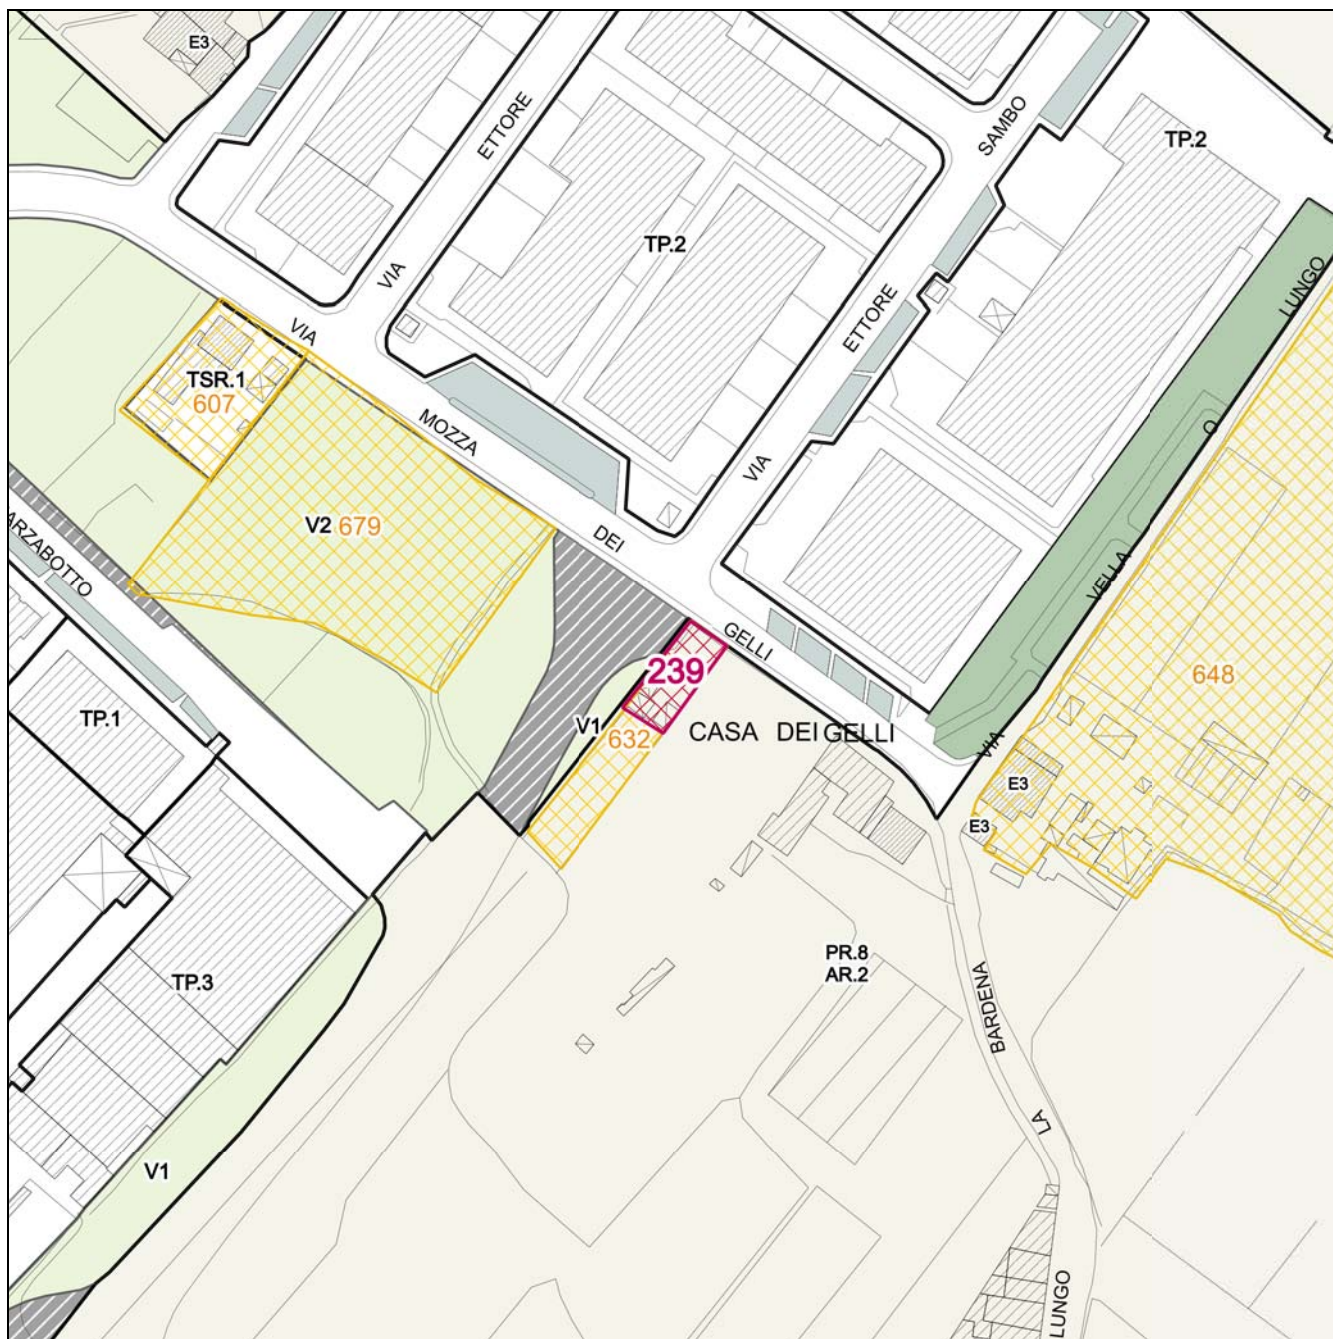 E3
SAMBO
ETTORE
TP.2
TP.2
VIA
LUNGO
ETTORE
VIA
TSR.1
607
MOZZA
VIA
O
V2 679
DEI
ARZABOTTO
VELLA
GELLI
239
648
TP.1
V1
632
CASA DEI GELLI
VIA
E3
E3
PR.8
AR.2
TP.3
BARDENA
LA
V1
LUNGO